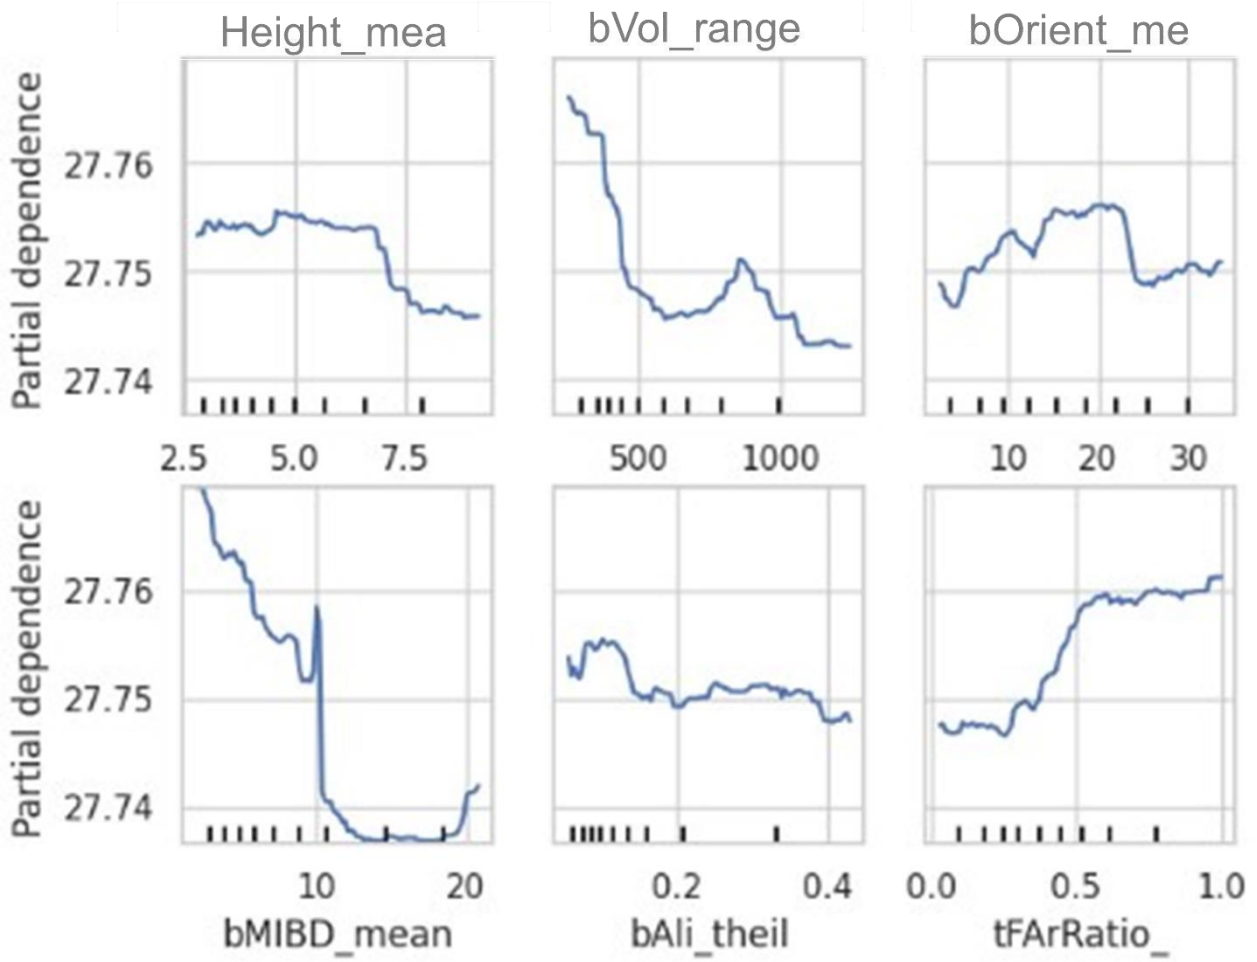 Height_mea bVol_range bOrient_me
Partial dependence
27.76
27.75
27.74
2.5 5.0 7.5 500 1000 10 20 30
Partial dependence
27.76
27.75
27.74
10 20 0.2 0.4 0.0 0.5 1.0
bMIBD_mean bAli_theil tFArRatio_